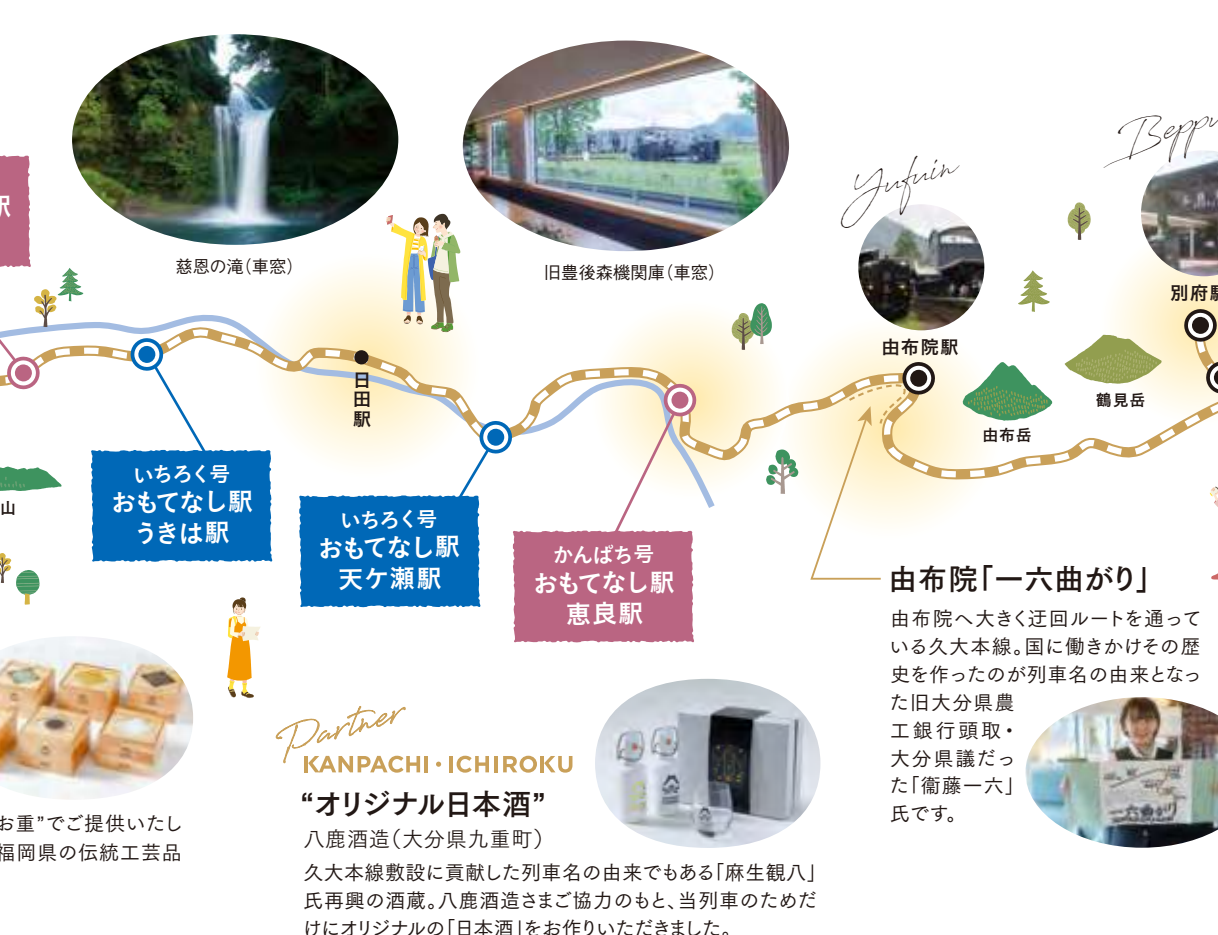 Beppu
Yufuin
駅
慈恩の滝(車窓)
旧豊後森機関庫(車窓)
別府駅
由布院駅
日田駅
鶴見岳
由布岳
山
いちろく号
おもてなし駅
うきは駅
いちろく号
おもてなし駅
天ケ瀬駅
かんぱち号
おもてなし駅
恵良駅
由布院「一六曲がり」
由布院へ大きく迂回ルートを通って
いる久大本線。国に働きかけその歴
史を作ったのが列車名の由来となっ
た旧大分県農
工銀行頭取・
大分県議だっ
た「衞藤一六」
氏です。
一六曲がり
お重”でご提供いたし
福岡県の伝統工芸品
Partner
KANPACHI・ICHIROKU
“オリジナル日本酒”
八鹿酒造(大分県九重町)
久大本線敷設に貢献した列車名の由来でもある「麻生観八」
氏再興の酒蔵。八鹿酒造さまご協力のもと、当列車のためだ
けにオリジナルの「日本酒」をお作りいただきました。